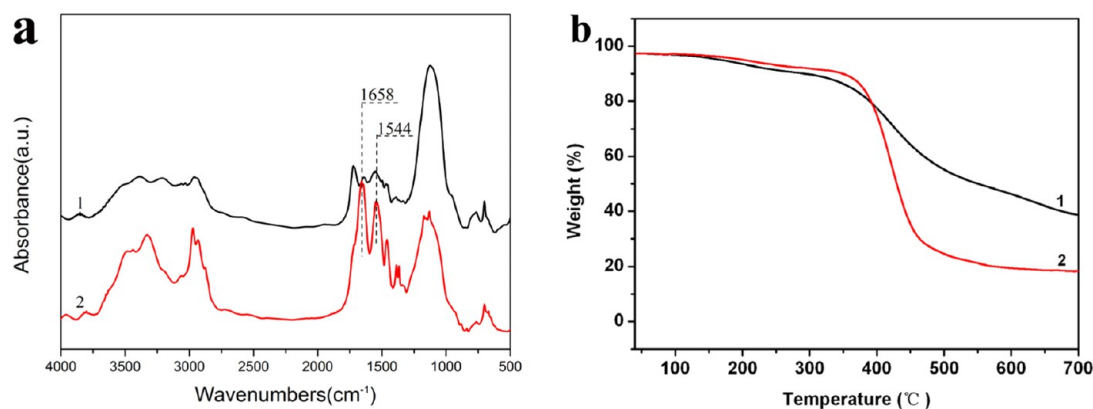 a
Absorbance(a.u.)
1658
1544
1
2
4000 3500 3000 2500 2000 1500 1000 500
Wavenumbers(cm⁻¹)
b
Weight (%)
100
80
60
40
20
0
1
2
100 200 300 400 500 600 700
Temperature (℃)